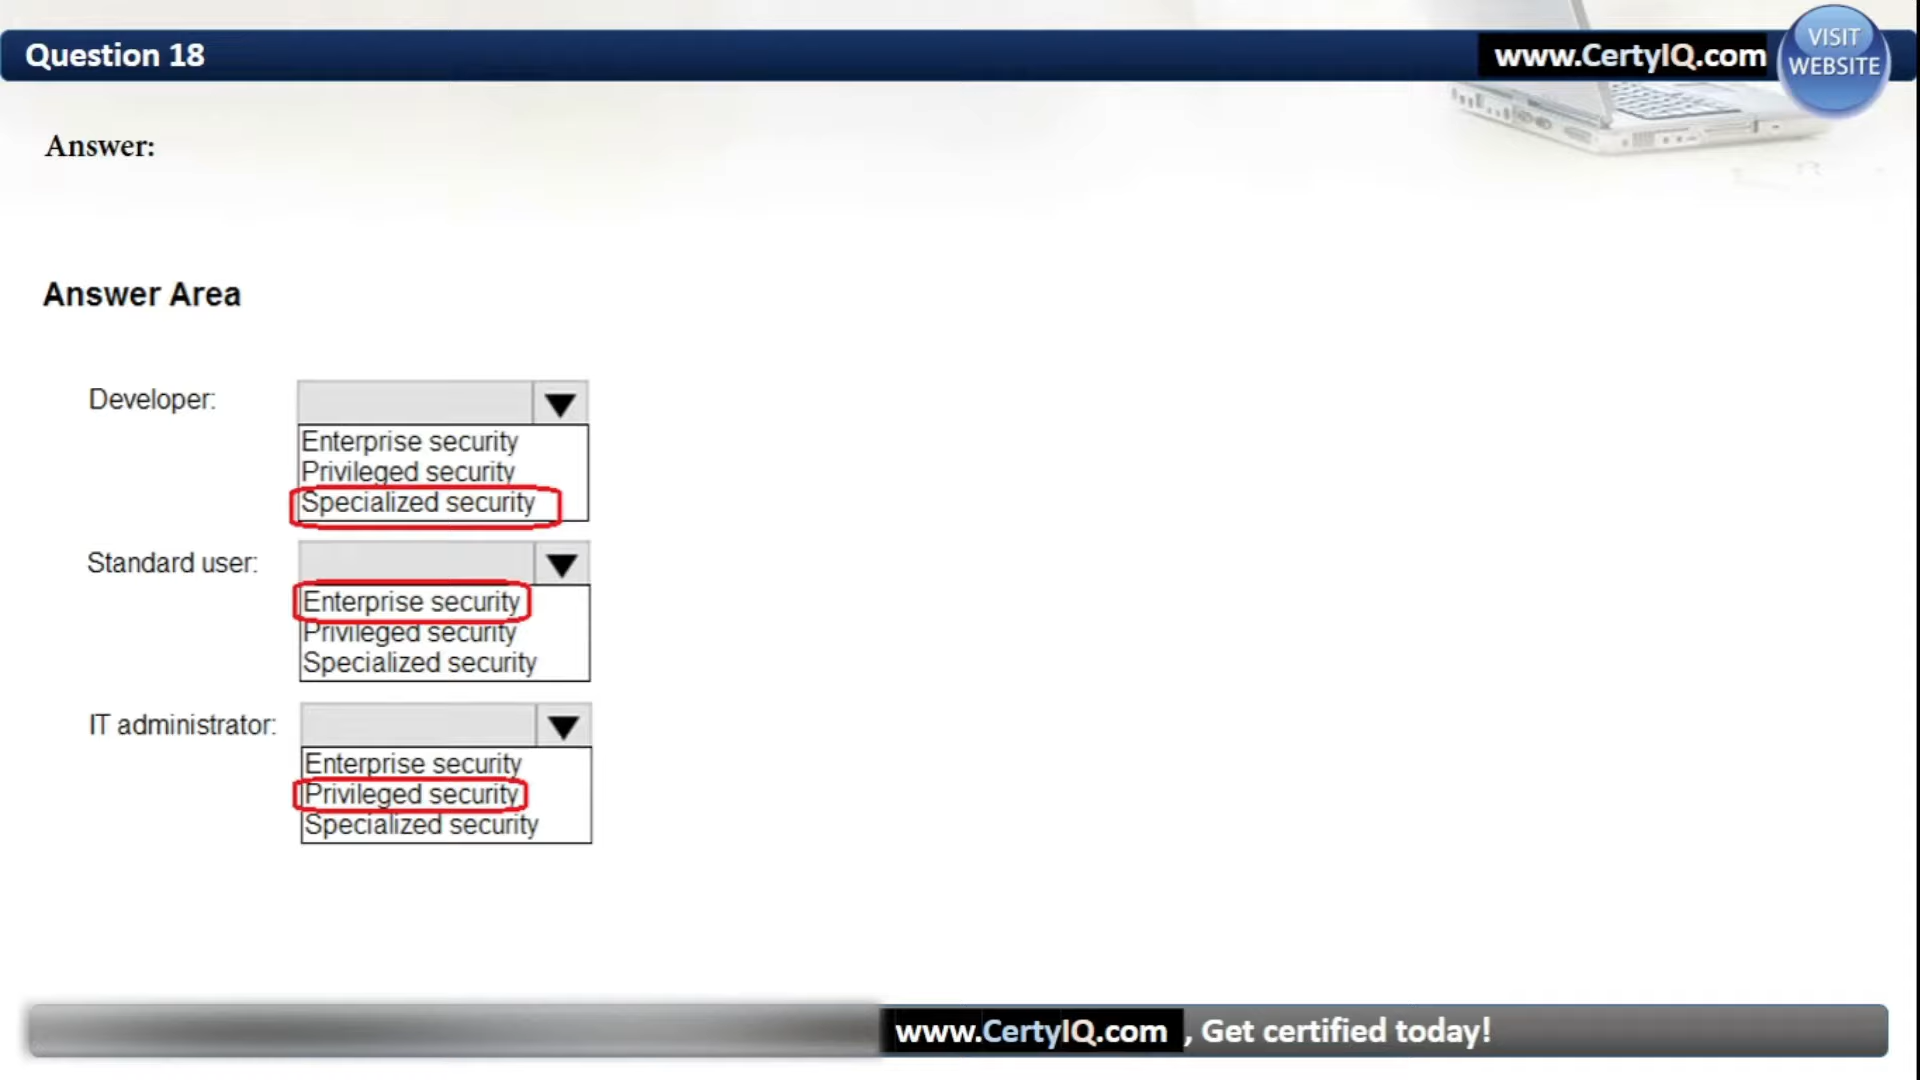 Question 18
www.CertyIQ.com
VISIT
WEBSITE
Answer:
Answer Area
Developer:
Enterprise security
Privileged security
Specialized security
Standard user:
Enterprise security
Privileged security
Specialized security
IT administrator:
Enterprise security
Privileged security
Specialized security
www.CertyIQ.com , Get certified today!